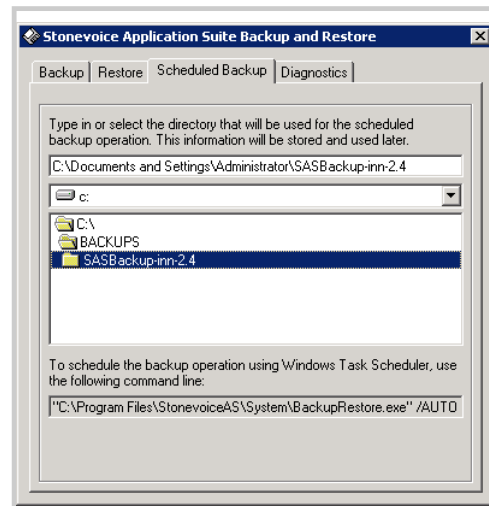 Stonevoice Application Suite Backup and Restore
Backup Restore Scheduled Backup Diagnostics
Type in or select the directory that will be used for the scheduled
backup operation. This information will be stored and used later.
C:\Documents and Settings\Administrator\SASBackup-inn-2.4
c:
C:\
BACKUPS
SASBackup-inn-2.4
To schedule the backup operation using Windows Task Scheduler, use
the following command line:
"C:\Program Files\StonevoiceAS\System\BackupRestore.exe" /AUTO